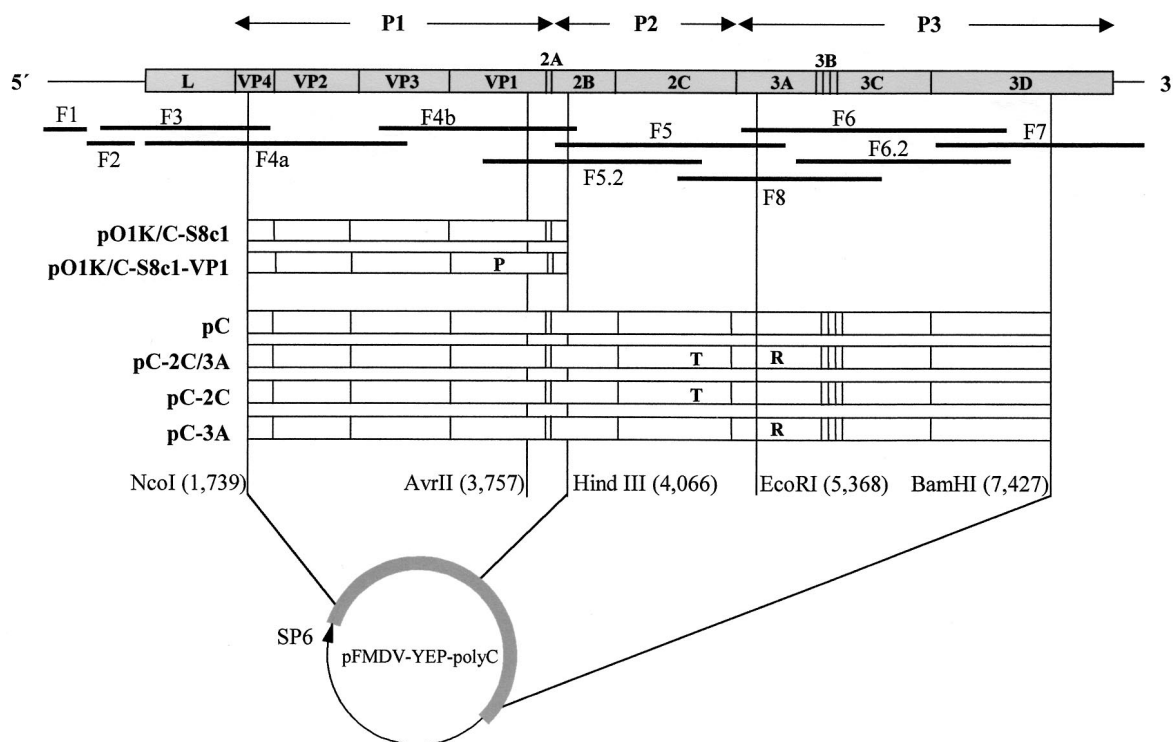 P1 P2 P3
2A 3B
5´ L VP4 VP2 VP3 VP1 2B 2C 3A 3C 3D 3
F1 F3 F4b F5 F6 F7
F2 F4a F5.2 F6.2
F8
pO1K/C-S8c1
pO1K/C-S8c1-VP1 P
pC
pC-2C/3A T R
pC-2C T
pC-3A R
NcoI (1,739) AvrII (3,757) Hind III (4,066) EcoRI (5,368) BamHI (7,427)
SP6
pFMDV-YEP-polyC